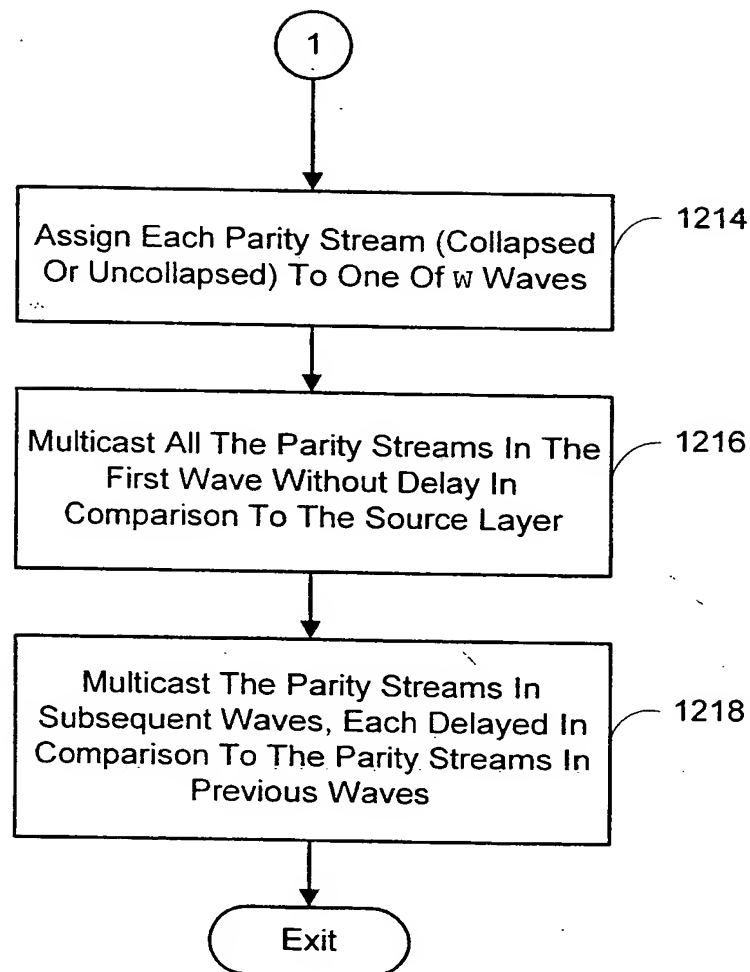 1
Assign Each Parity Stream (Collapsed
Or Uncollapsed) To One Of W Waves
1214
Multicast All The Parity Streams In The
First Wave Without Delay In
Comparison To The Source Layer
1216
Multicast The Parity Streams In
Subsequent Waves, Each Delayed In
Comparison To The Parity Streams In
Previous Waves
1218
Exit